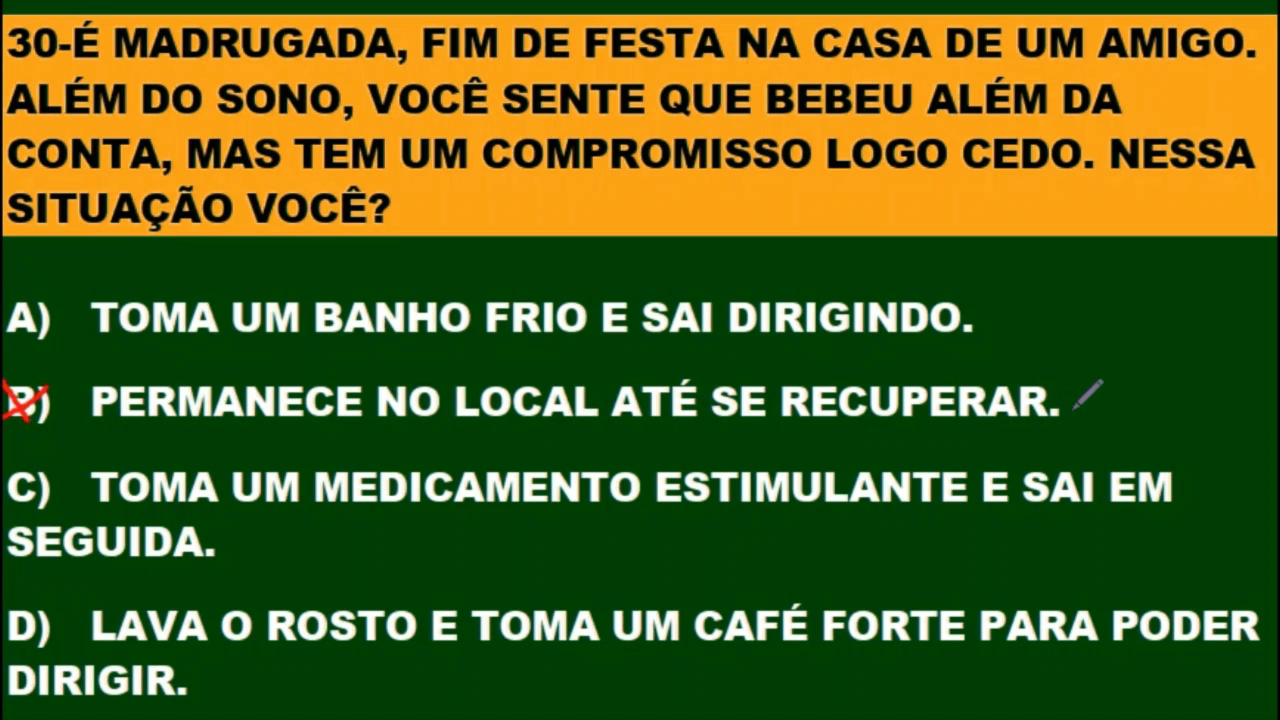 30-É MADRUGADA, FIM DE FESTA NA CASA DE UM AMIGO.
ALÉM DO SONO, VOCÊ SENTE QUE BEBEU ALÉM DA
CONTA, MAS TEM UM COMPROMISSO LOGO CEDO. NESSA
SITUAÇÃO VOCÊ?
A) TOMA UM BANHO FRIO E SAI DIRIGINDO.
B) PERMANECE NO LOCAL ATÉ SE RECUPERAR.
C) TOMA UM MEDICAMENTO ESTIMULANTE E SAI EM
SEGUIDA.
D) LAVA O ROSTO E TOMA UM CAFÉ FORTE PARA PODER
DIRIGIR.